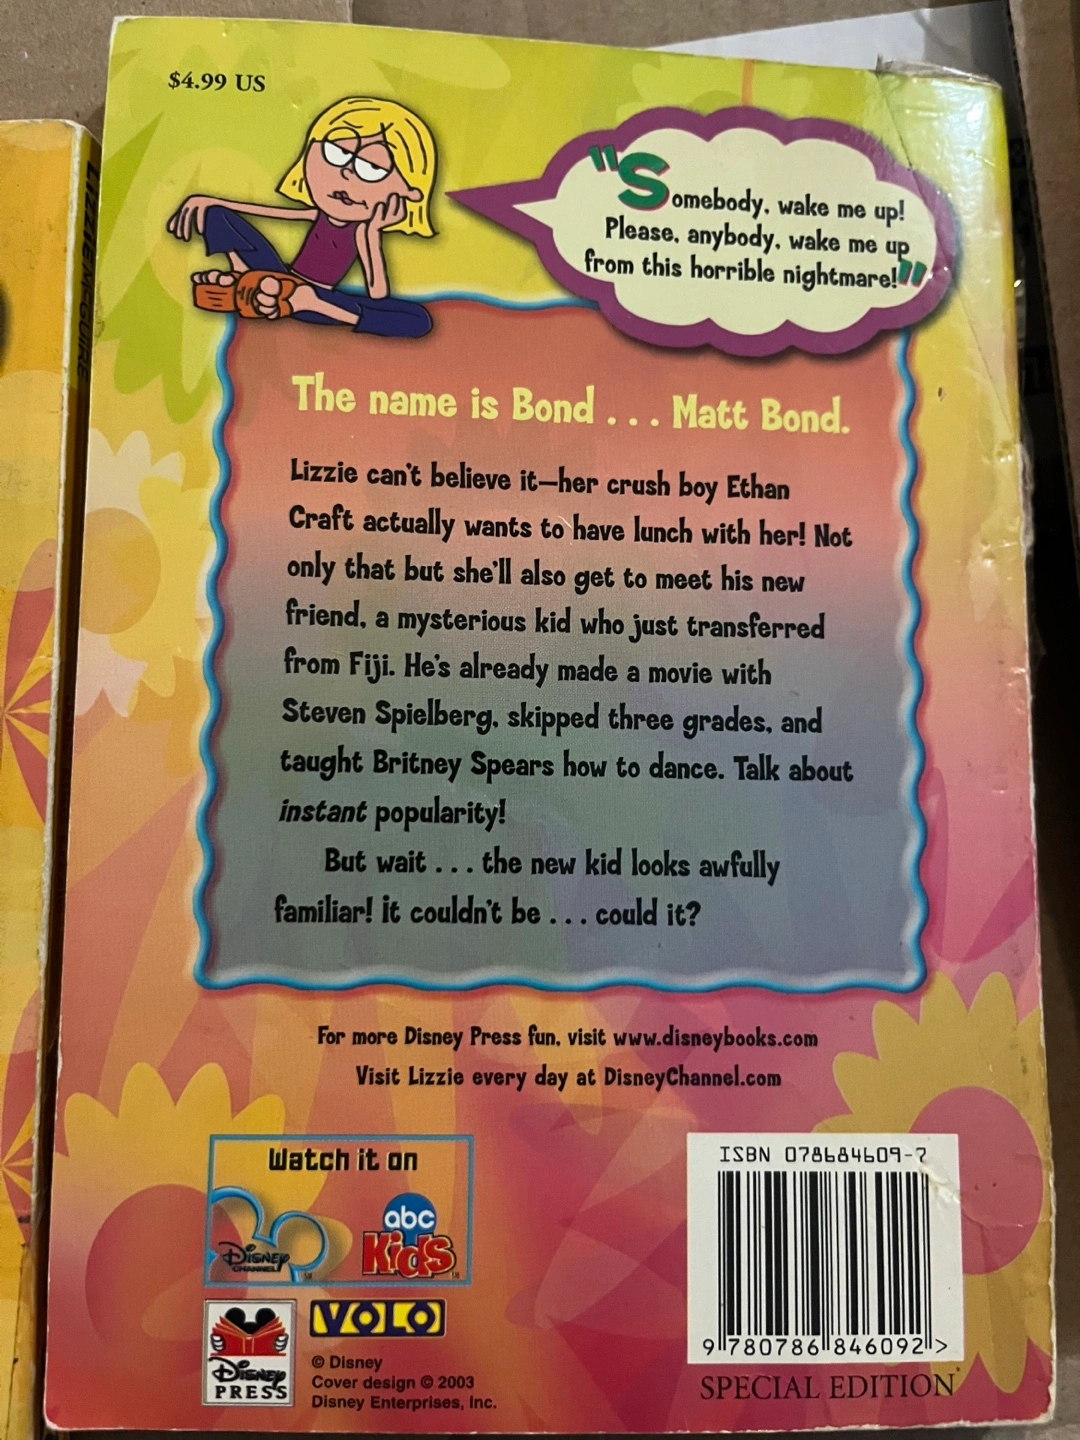 $4.99 US
"Somebody, wake me up!
Please, anybody, wake me up
from this horrible nightmare!"
LIZZIE McGUIRE
The name is Bond . . . Matt Bond.
Lizzie can't believe it—her crush boy Ethan
Craft actually wants to have lunch with her! Not
only that but she'll also get to meet his new
friend, a mysterious kid who just transferred
from Fiji. He's already made a movie with
Steven Spielberg, skipped three grades, and
taught Britney Spears how to dance. Talk about
instant popularity!
But wait . . . the new kid looks awfully
familiar! it couldn't be . . . could it?
For more Disney Press fun, visit www.disneybooks.com
Visit Lizzie every day at DisneyChannel.com
Watch it on
Disney
CHANNEL
SM
abc
Kids
TM
Disney
PRESS
VOLO
© Disney
Cover design © 2003
Disney Enterprises, Inc.
ISBN 078684609-7
9 780786 846092 >
SPECIAL EDITION